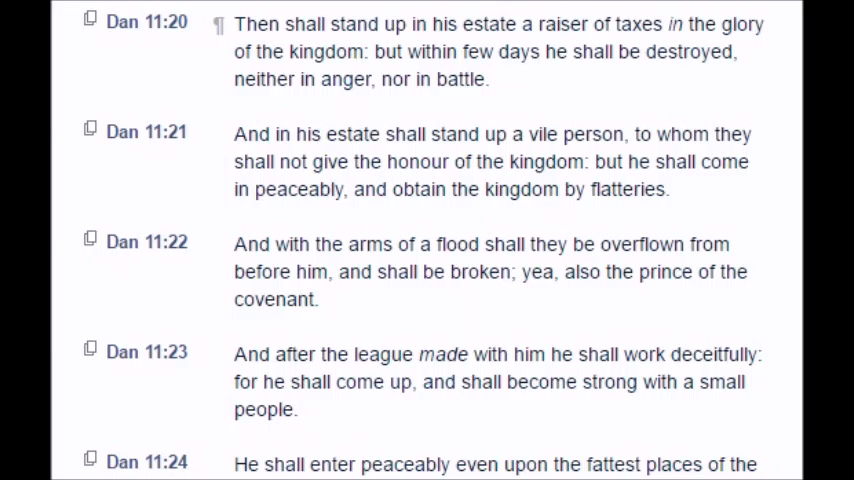 Dan 11:20 ¶ Then shall stand up in his estate a raiser of taxes in the glory
of the kingdom: but within few days he shall be destroyed,
neither in anger, nor in battle.
Dan 11:21 And in his estate shall stand up a vile person, to whom they
shall not give the honour of the kingdom: but he shall come
in peaceably, and obtain the kingdom by flatteries.
Dan 11:22 And with the arms of a flood shall they be overflown from
before him, and shall be broken; yea, also the prince of the
covenant.
Dan 11:23 And after the league made with him he shall work deceitfully:
for he shall come up, and shall become strong with a small
people.
Dan 11:24 He shall enter peaceably even upon the fattest places of the